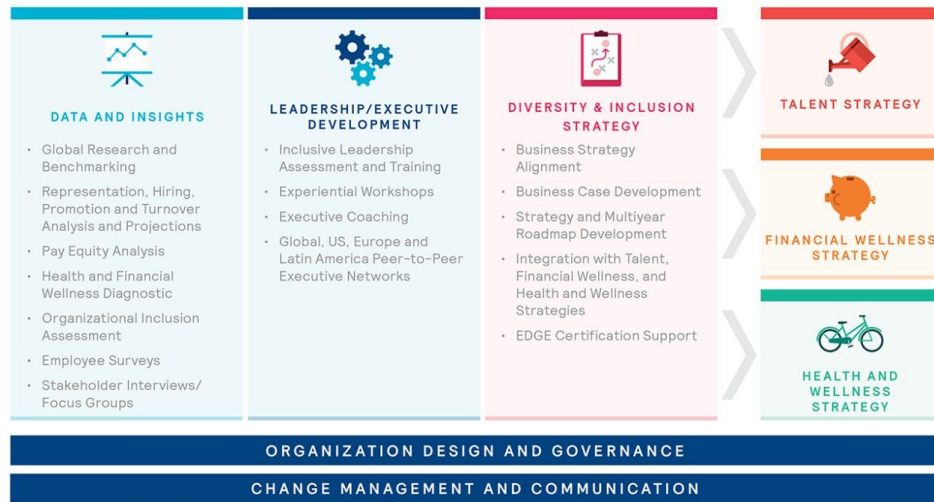 DATA AND INSIGHTS
• Global Research and
Benchmarking
• Representation, Hiring,
Promotion and Turnover
Analysis and Projections
• Pay Equity Analysis
• Health and Financial
Wellness Diagnostic
• Organizational Inclusion
Assessment
• Employee Surveys
• Stakeholder Interviews/
Focus Groups
LEADERSHIP/EXECUTIVE
DEVELOPMENT
• Inclusive Leadership
Assessment and Training
• Experiential Workshops
• Executive Coaching
• Global, US, Europe and
Latin America Peer-to-Peer
Executive Networks
DIVERSITY & INCLUSION
STRATEGY
• Business Strategy
Alignment
• Business Case Development
• Strategy and Multiyear
Roadmap Development
• Integration with Talent,
Financial Wellness, and
Health and Wellness
Strategies
• EDGE Certification Support
TALENT STRATEGY
FINANCIAL WELLNESS
STRATEGY
HEALTH AND
WELLNESS
STRATEGY
ORGANIZATION DESIGN AND GOVERNANCE
CHANGE MANAGEMENT AND COMMUNICATION